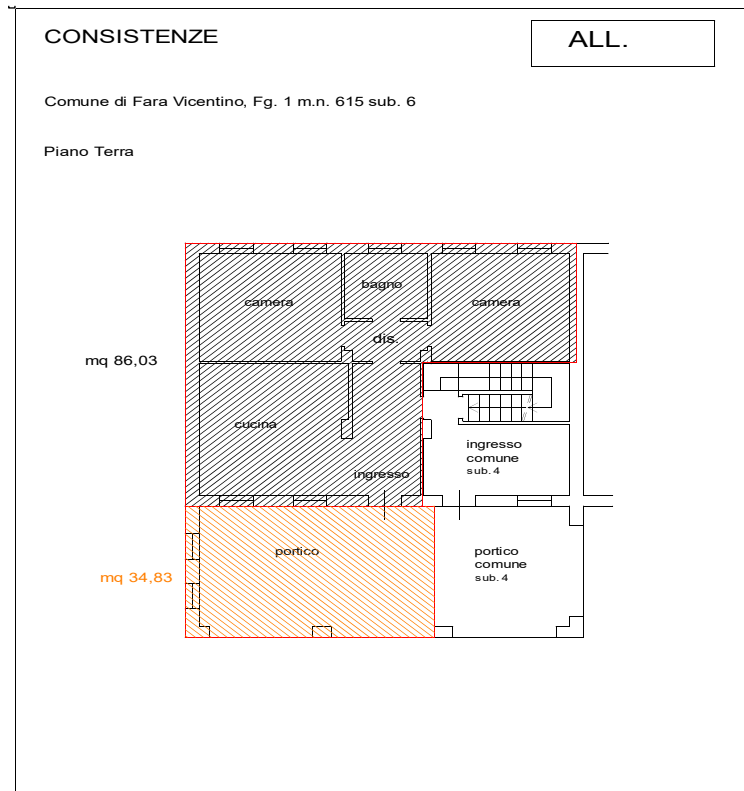 CONSISTENZE
ALL.
Comune di Fara Vicentino, Fg. 1 m.n. 615 sub. 6
Piano Terra
bagno
camera
camera
dis.
mq 86,03
cucina
ingresso
comune
sub. 4
ingresso
portico
portico
comune
sub. 4
mq 34,83